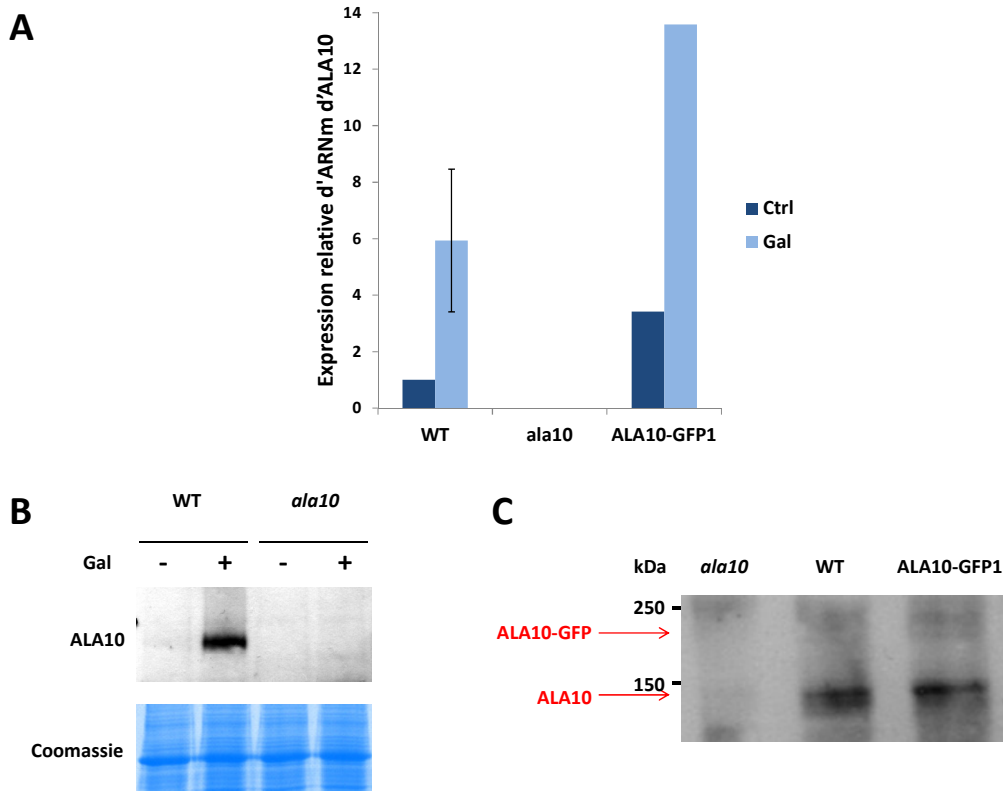 A
Expression relative d'ARNm d'ALA10
14
12
10
8
6
4
2
0
WT
ala10
ALA10-GFP1
Ctrl
Gal
B
WT
ala10
Gal
-
+
-
+
ALA10
Coomassie
C
kDa
ala10
WT
ALA10-GFP1
250
ALA10-GFP
150
ALA10